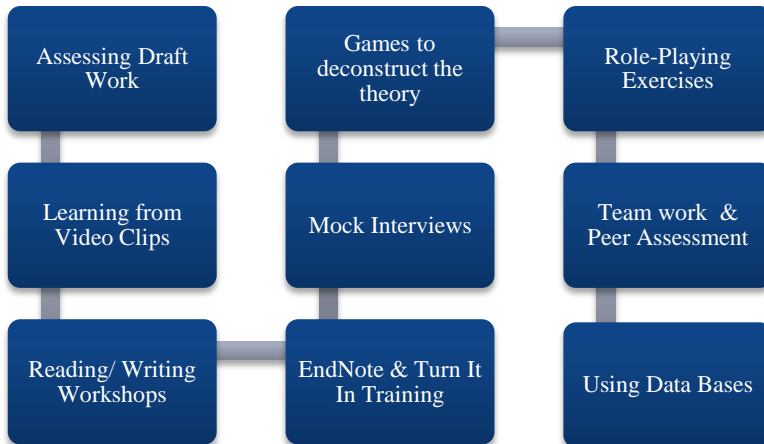 Assessing Draft
Work
Learning from
Video Clips
Reading/ Writing
Workshops
EndNote & Turn It
In Training
Mock Interviews
Games to
deconstruct the
theory
Role-Playing
Exercises
Team work  &
Peer Assessment
Using Data Bases